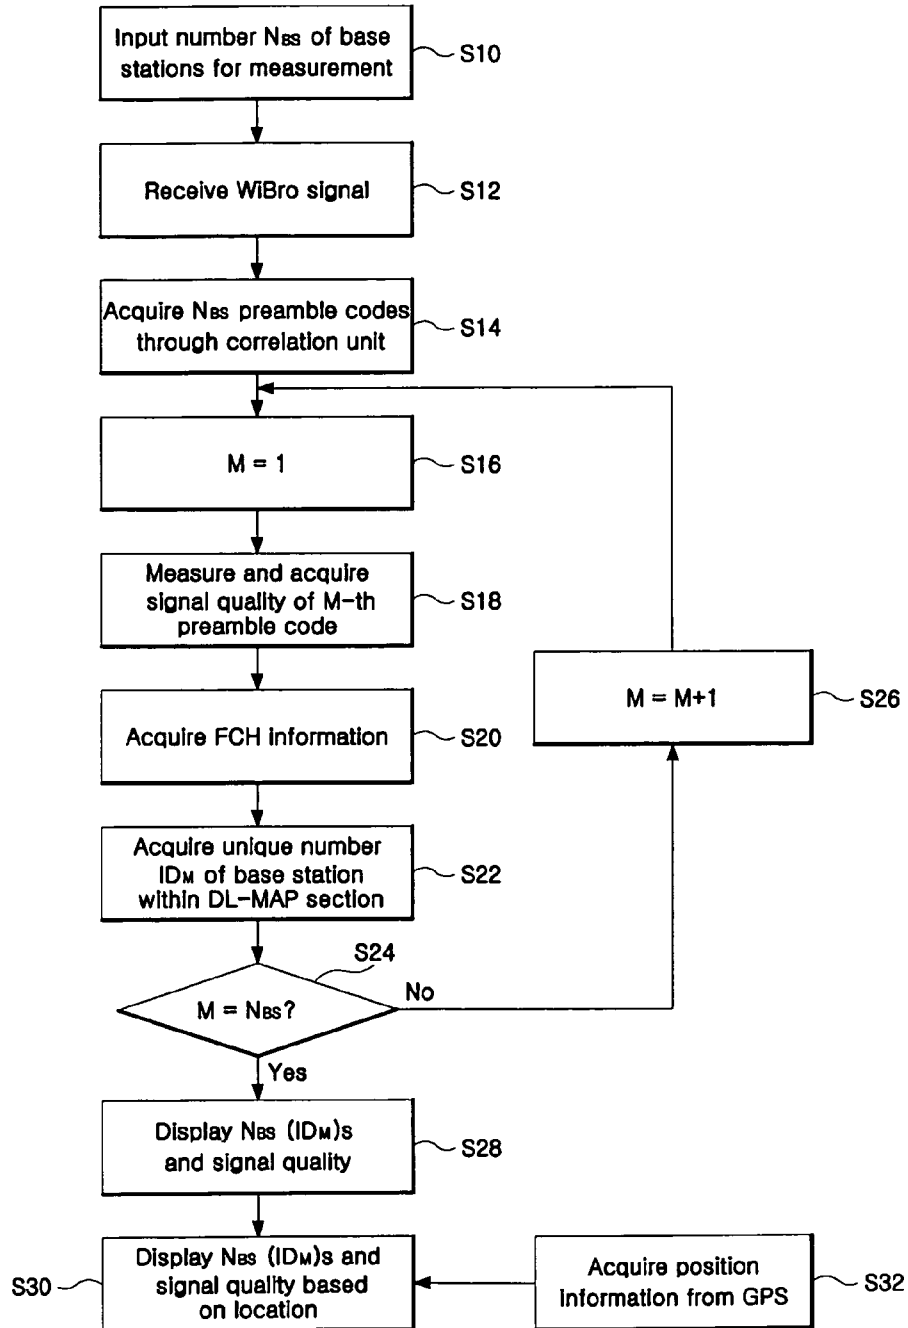 Input number NBS of base
stations for measurement
S10
Receive WiBro signal
S12
Acquire NBS preamble codes
through correlation unit
S14
M = 1
S16
Measure and acquire
signal quality of M-th
preamble code
S18
M = M+1
S26
Acquire FCH information
S20
Acquire unique number
IDM of base station
within DL-MAP section
S22
S24
M = NBS?
No
Yes
Display NBS (IDM)s
and signal quality
S28
S30
Display NBS (IDM)s and
signal quality based
on location
Acquire position
information from GPS
S32